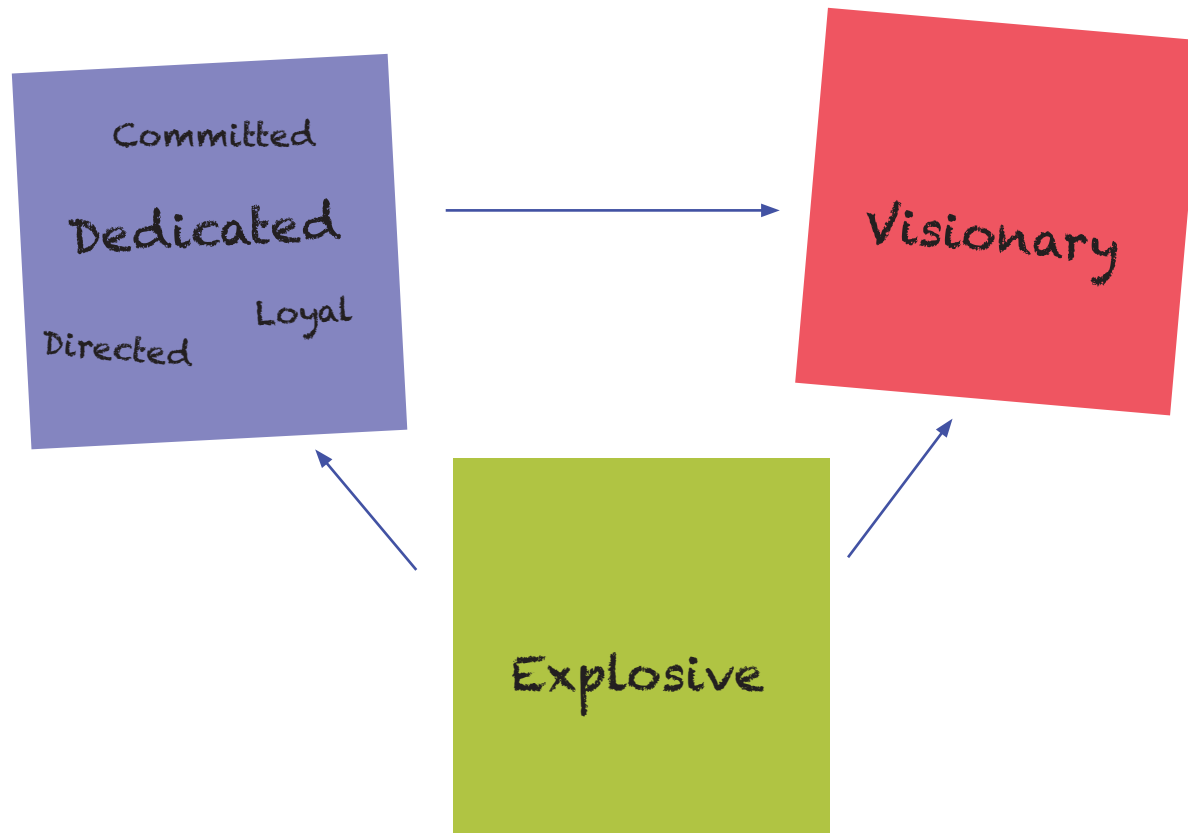 Committed
Dedicated
Loyal
Directed
Visionary
Explosive